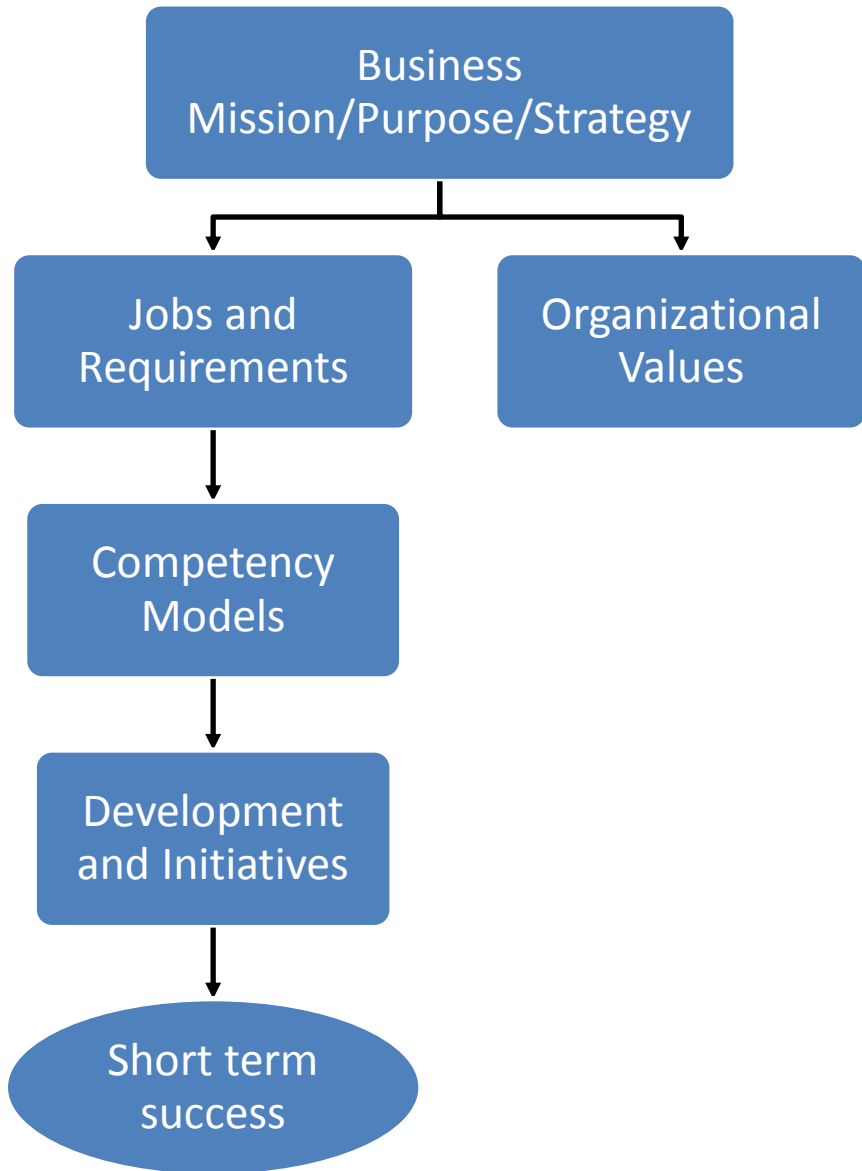 Business
Mission/Purpose/Strategy
Jobs and
Requirements
Organizational
Values
Competency
Models
Development
and Initiatives
Short term
success